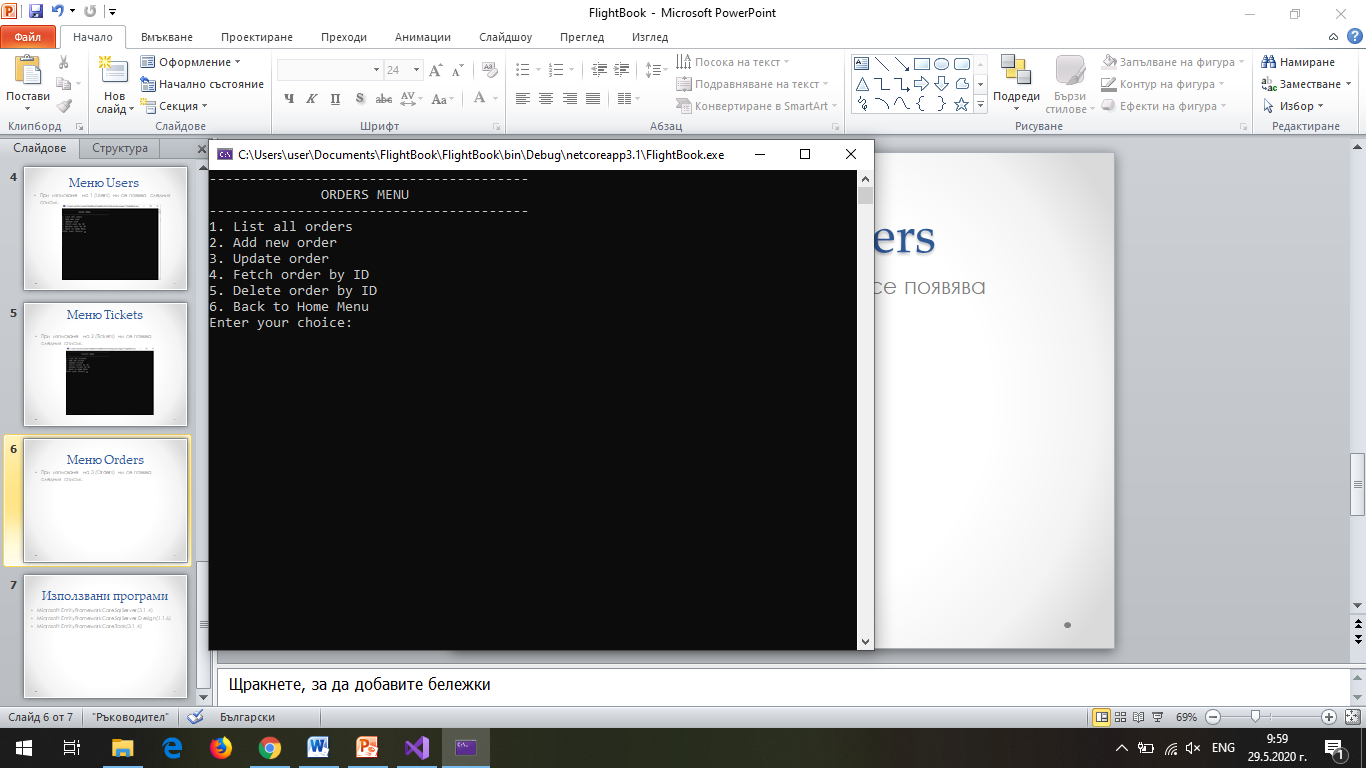 FlightBook - Microsoft PowerPoint
Файл Начало Вмъкване Проектиране Преходи Анимации Слайдшоу Преглед Изглед
Постави
Клипборд
Нов слайд
Оформление
Начално състояние
Секция
Слайдове
24
Шрифт
Посока на текст
Подравняване на текст
Конвертиране в SmartArt
Абзац
Подреди
Бързи стилове
Запълване на фигура
Контур на фигура
Ефекти на фигура
Рисуване
Намиране
Заместване
Избор
Редактиране
Слайдове Структура
4
Меню Users
5
Меню Tickets
6
Меню Orders
7
Използвани програми
C:\Users\user\Documents\FlightBook\FlightBook\bin\Debug\netcoreapp3.1\FlightBook.exe
----------------------------------------
ORDERS MENU
----------------------------------------
1. List all orders
2. Add new order
3. Update order
4. Fetch order by ID
5. Delete order by ID
6. Back to Home Menu
Enter your choice:
ers
се появява
Щракнете, за да добавите бележки
Слайд 6 от 7 "Ръководител" Български 69%
ENG 9:59
29.5.2020 г.
1